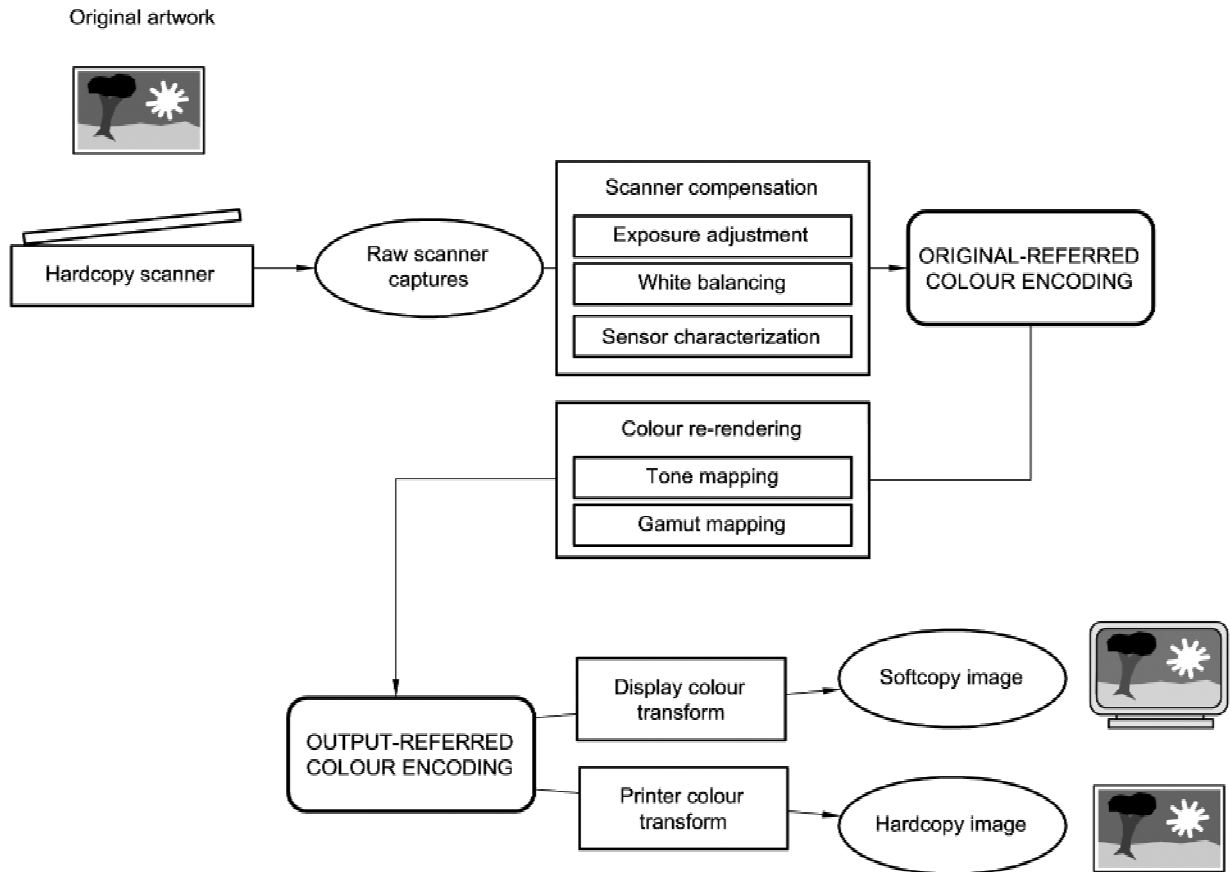 Original artwork
Hardcopy scanner
Raw scanner
captures
Scanner compensation
Exposure adjustment
White balancing
Sensor characterization
ORIGINAL-REFERRED
COLOUR ENCODING
Colour re-rendering
Tone mapping
Gamut mapping
OUTPUT-REFERRED
COLOUR ENCODING
Display colour
transform
Softcopy image
Printer colour
transform
Hardcopy image